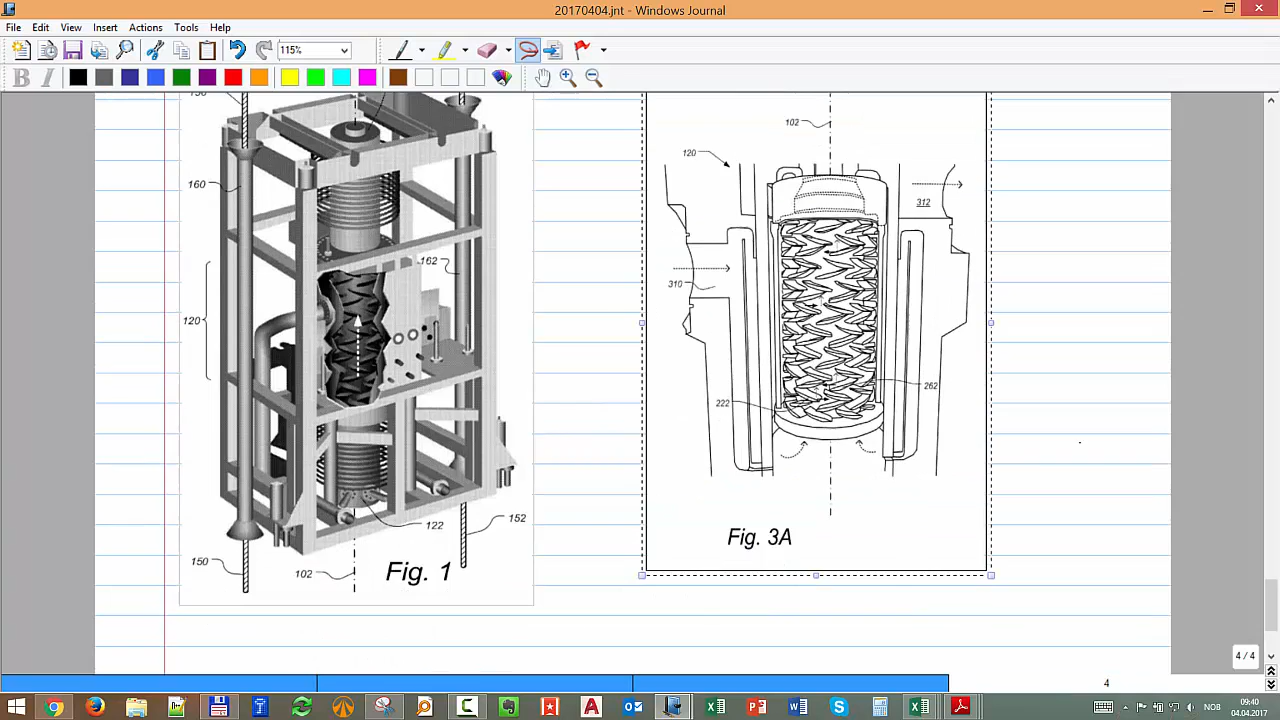 20170404.jnt - Windows Journal
File Edit View Insert Actions Tools Help
115%
B I
160
162
120
122
150
152
102
Fig. 1
102
120
312
310
262
222
Fig. 3A
4 / 4
4
NOB
09:40
04.04.2017